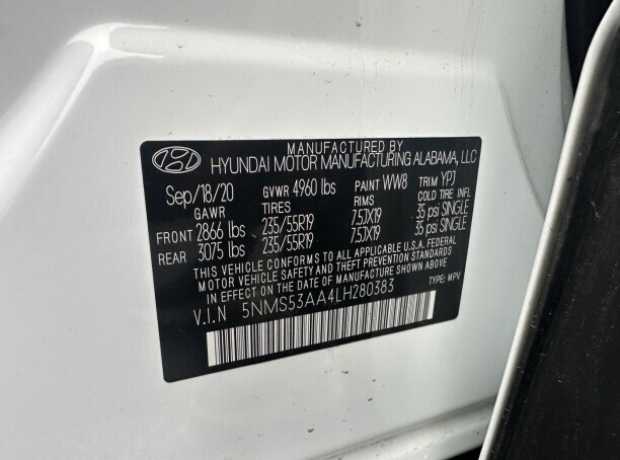 MANUFACTURED BY
HYUNDAI MOTOR MANUFACTURING ALABAMA, LLC
Sep/18/20 GVWR 4960 lbs PAINT WW8 TRIM YPJ
GAWR TIRES RIMS COLD TIRE INFL.
FRONT 2866 lbs 235/55R19 7.5JX19 35 psi SINGLE
REAR 3075 lbs 235/55R19 7.5JX19 35 psi SINGLE
THIS VEHICLE CONFORMS TO ALL APPLICABLE U.S.A. FEDERAL
MOTOR VEHICLE SAFETY AND THEFT PREVENTION STANDARDS
IN EFFECT ON THE DATE OF MANUFACTURE SHOWN ABOVE.
V.I.N 5NMS53AA4LH280383 TYPE: MPV